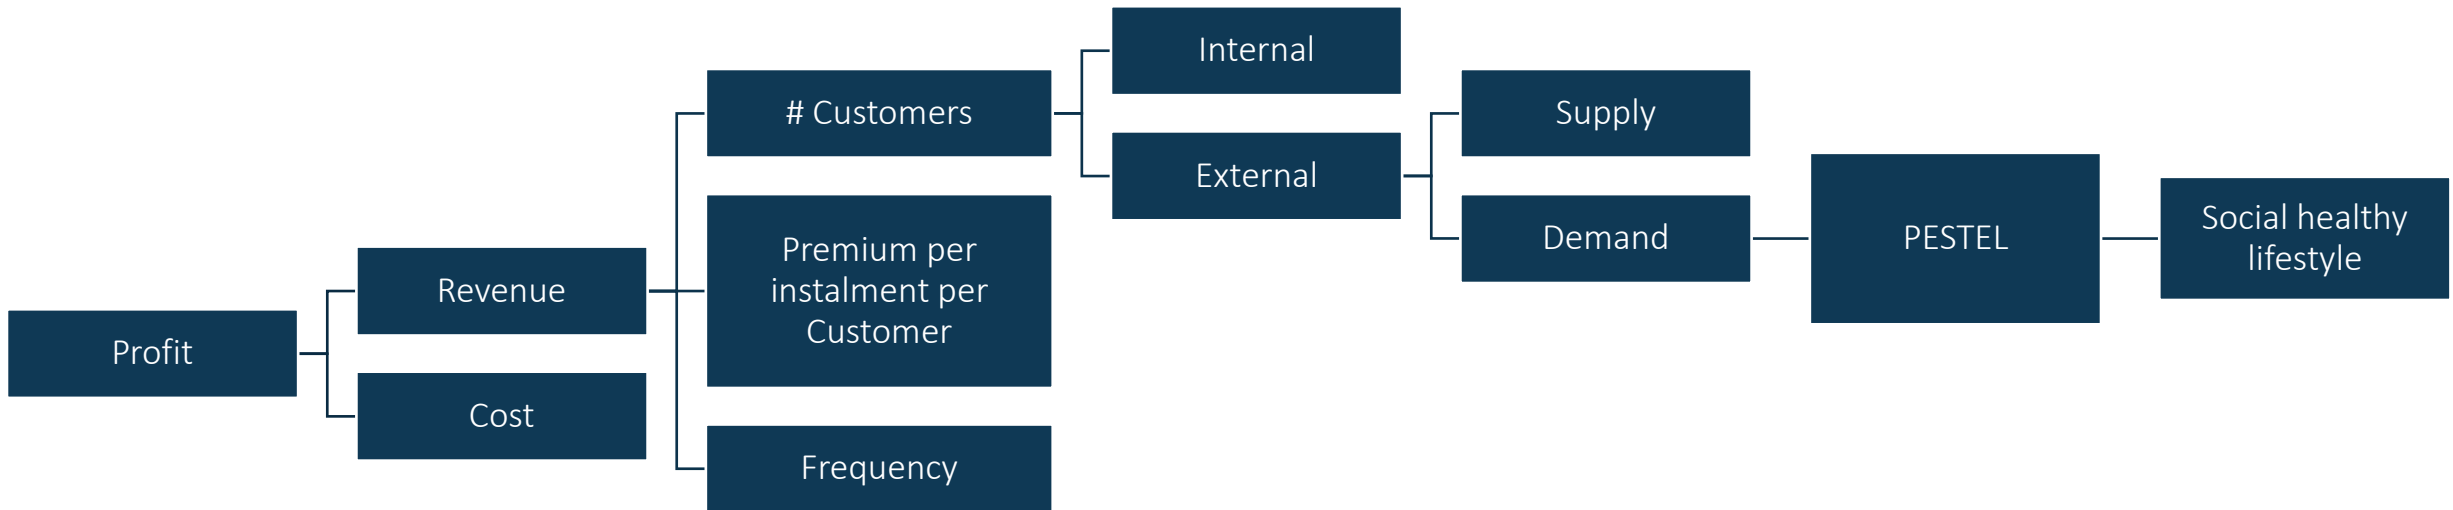 Profit
Revenue
Cost
# Customers
Premium per
instalment per
Customer
Frequency
Internal
External
Supply
Demand
PESTEL
Social healthy
lifestyle